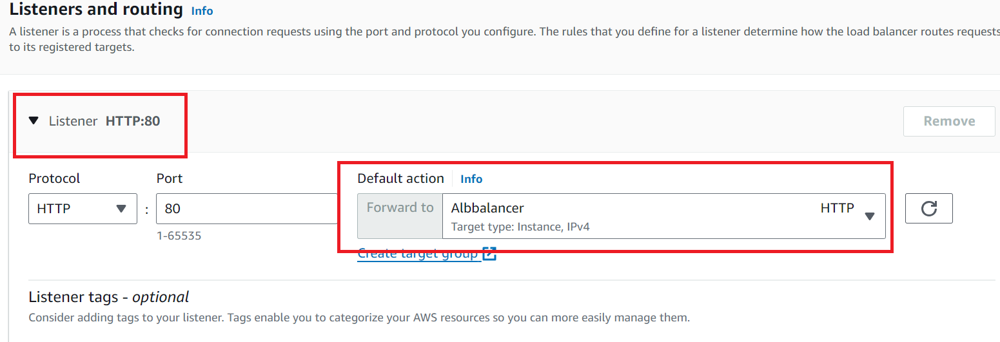 Listeners and routing Info
A listener is a process that checks for connection requests using the port and protocol you configure. The rules that you define for a listener determine how the load balancer routes requests
to its registered targets.
Listener HTTP:80
Remove
Protocol Port Default action Info
HTTP : 80 Forward to Albbalancer HTTP
Target type: Instance, IPv4
1-65535
Create target group
Listener tags - optional
Consider adding tags to your listener. Tags enable you to categorize your AWS resources so you can more easily manage them.